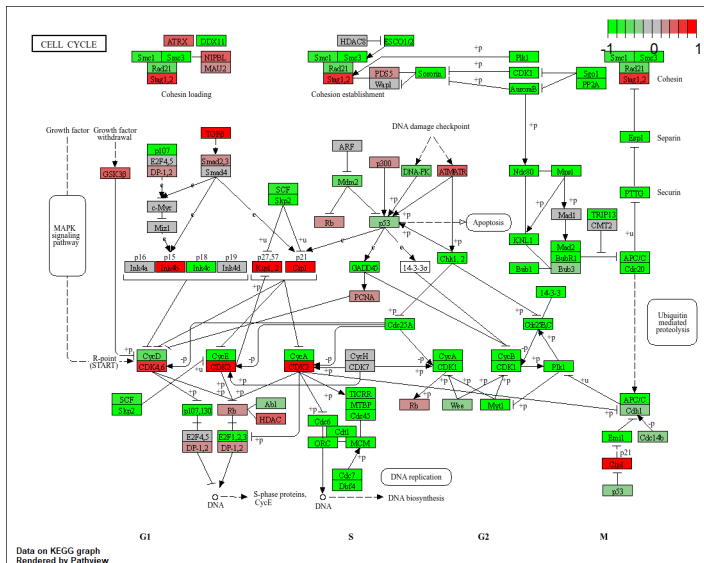 CELL CYCLE
ATRX DDX11
Smc1 Smc3 NIPBL
Rad21 MAU2
Stag1,2
Cohesin loading
HDAC8 ESCO1/2
Smc1 Smc3
Rad21
Stag1,2 PDS5 Sororin
Wapl
Cohesion establishment
+p Plk1
CDK1 Sgo1
PP2A
AuroraB
-1 0 1
Smc1 Smc3
Rad21
Stag1,2
Cohesin
Growth factor
Growth factor
withdrawal
GSK3β
p107
E2F4,5
DP-1,2
TGFβ
Smad2,3
Smad4
c-Myc
Miz1
SCF
Skp2
ARF
Mdm2
Rb
p300
DNA damage checkpoint
DNA-PK ATM/ATR
p53
Apoptosis
+p
Ndc80 Mps1
KNL1
Bub1
Mad1
Mad2
BubR1
Bub3
TRIP13
CMT2
Esp1
Separin
PTTG
Securin
APC/C
Cdc20
MAPK
signaling
pathway
p16 p15 p18 p19 p27,57 p21
Ink4a Ink4b Ink4c Ink4d Kip1,2 Cip1
GADD45 14-3-3σ
Chk1,2
PCNA
14-3-3
Cdc25A
Cdc25B,C
Ubiquitin
mediated
proteolysis
R-point
(START)
CycD CycE CycA CycH CycA CycB
CDK4,6 CDK2 CDK2 CDK7 CDK1 CDK1 Plk1
SCF
Skp2
p107,130
E2F4,5
DP-1,2
Rb
Abl
HDAC
E2F1,2,3
DP-1,2
TICRR
MTBP
Cdc6 Cdc45
Cdt1
ORC MCM
Cdc7
Dbf4
Rb Wee Myt1
APC/C
Cdh1
Emi1 Cdc14b
p21
Cip1
p53
DNA
S-phase proteins,
CycE
DNA
DNA biosynthesis
DNA replication
G1 S G2 M
Data on KEGG graph
Rendered by Pathview